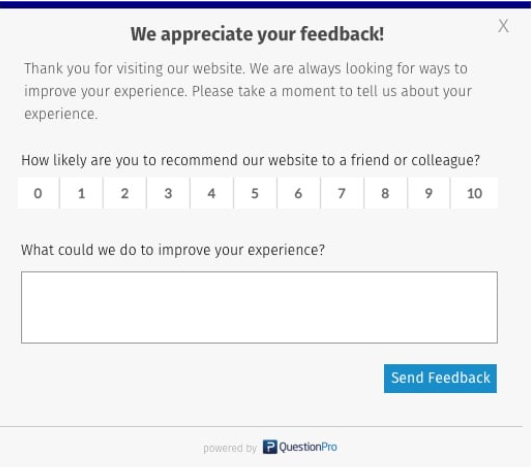 We appreciate your feedback!
X
Thank you for visiting our website. We are always looking for ways to
improve your experience. Please take a moment to tell us about your
experience.
How likely are you to recommend our website to a friend or colleague?
0 1 2 3 4 5 6 7 8 9 10
What could we do to improve your experience?
Send Feedback
powered by P QuestionPro